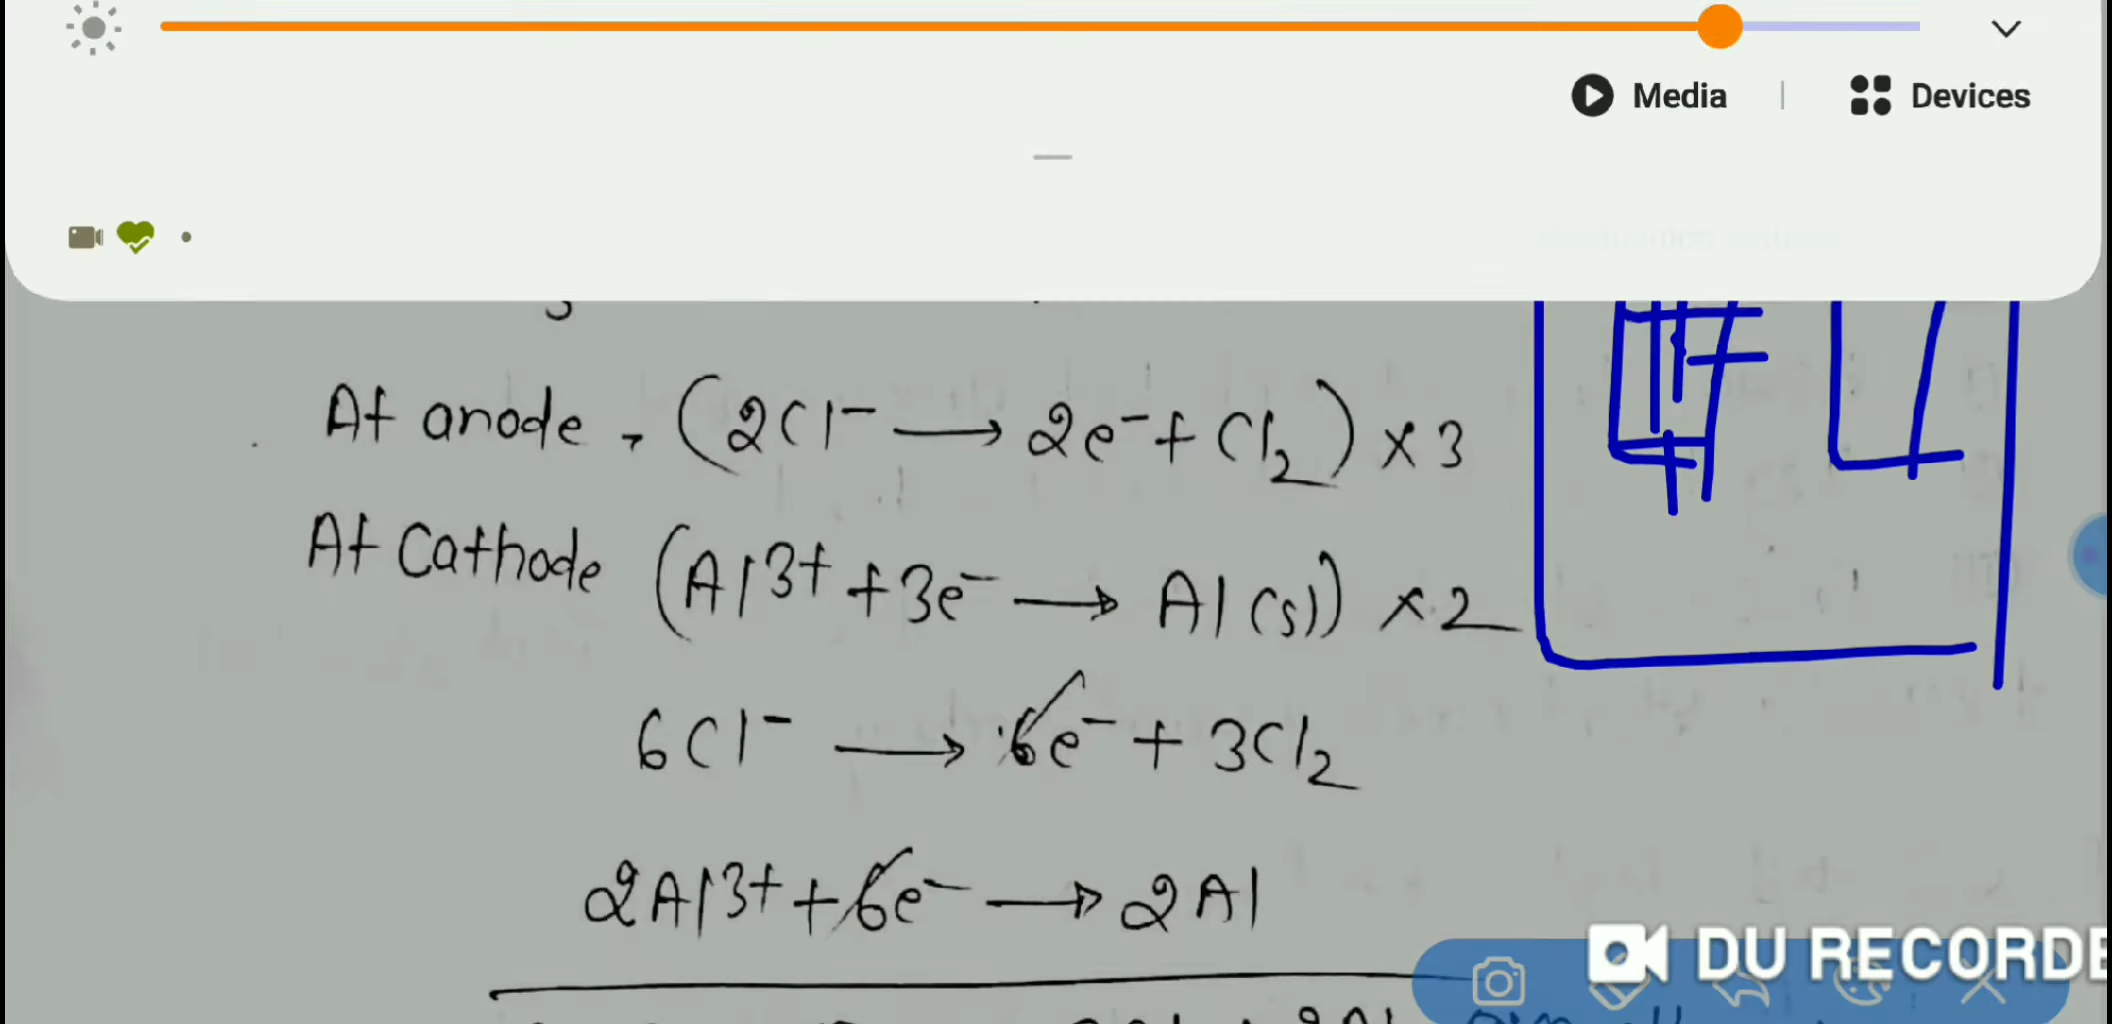 Media | Devices
At anode, (2Cl⁻ → 2e⁻ + Cl₂) × 3
At Cathode (Al³⁺ + 3e⁻ → Al(s)) × 2
6Cl⁻ → 6e⁻ + 3Cl₂
2Al³⁺ + 6e⁻ → 2Al
DU RECORDE